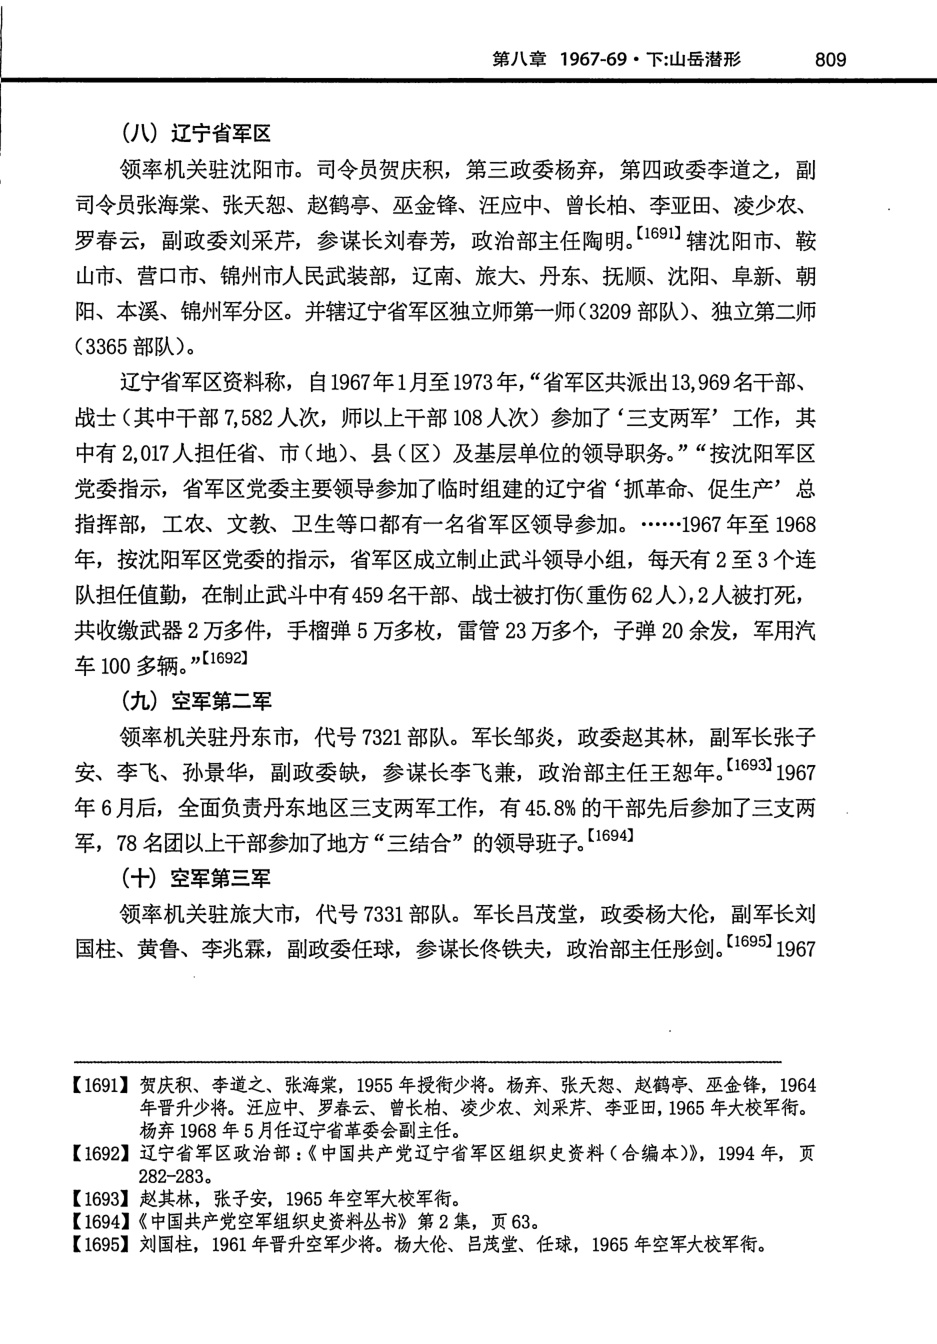 第八章 1967-69·下:山岳潜形 809
（八）辽宁省军区
领率机关驻沈阳市。司令员贺庆积，第三政委杨弃，第四政委李道之，副
司令员张海棠、张天恕、赵鹤亭、巫金锋、汪应中、曾长柏、李亚田、凌少农、
罗春云，副政委刘采芹，参谋长刘春芳，政治部主任陶明。【1691】辖沈阳市、鞍
山市、营口市、锦州市人民武装部，辽南、旅大、丹东、抚顺、沈阳、阜新、朝
阳、本溪、锦州军分区。并辖辽宁省军区独立师第一师（3209 部队）、独立第二师
（3365 部队）。
辽宁省军区资料称，自1967年1月至1973年，“省军区共派出13,969名干部、
战士（其中干部 7,582 人次，师以上干部 108 人次）参加了‘三支两军’工作，其
中有 2,017 人担任省、市（地）、县（区）及基层单位的领导职务。”“按沈阳军区
党委指示，省军区党委主要领导参加了临时组建的辽宁省‘抓革命、促生产’总
指挥部，工农、文教、卫生等口都有一名省军区领导参加。……1967 年至 1968
年，按沈阳军区党委的指示，省军区成立制止武斗领导小组，每天有 2 至 3 个连
队担任值勤，在制止武斗中有459名干部、战士被打伤（重伤62人），2人被打死，
共收缴武器 2 万多件，手榴弹 5 万多枚，雷管 23 万多个，子弹 20 余发，军用汽
车 100 多辆。”【1692】
（九）空军第二军
领率机关驻丹东市，代号 7321 部队。军长邹炎，政委赵其林，副军长张子
安、李飞、孙景华，副政委缺，参谋长李飞兼，政治部主任王恕年。【1693】1967
年 6 月后，全面负责丹东地区三支两军工作，有 45.8% 的干部先后参加了三支两
军，78 名团以上干部参加了地方“三结合”的领导班子。【1694】
（十）空军第三军
领率机关驻旅大市，代号 7331 部队。军长吕茂堂，政委杨大伦，副军长刘
国柱、黄鲁、李兆霖，副政委任球，参谋长佟铁夫，政治部主任彤剑。【1695】1967
【1691】贺庆积、李道之、张海棠，1955 年授衔少将。杨弃、张天恕、赵鹤亭、巫金锋，1964
年晋升少将。汪应中、罗春云、曾长柏、凌少农、刘采芹、李亚田，1965 年大校军衔。
杨弃 1968 年 5 月任辽宁省革委会副主任。
【1692】辽宁省军区政治部：《中国共产党辽宁省军区组织史资料（合编本）》，1994 年，页
282-283。
【1693】赵其林，张子安，1965 年空军大校军衔。
【1694】《中国共产党空军组织史资料丛书》第 2 集，页 63。
【1695】刘国柱，1961 年晋升空军少将。杨大伦、吕茂堂、任球，1965 年空军大校军衔。